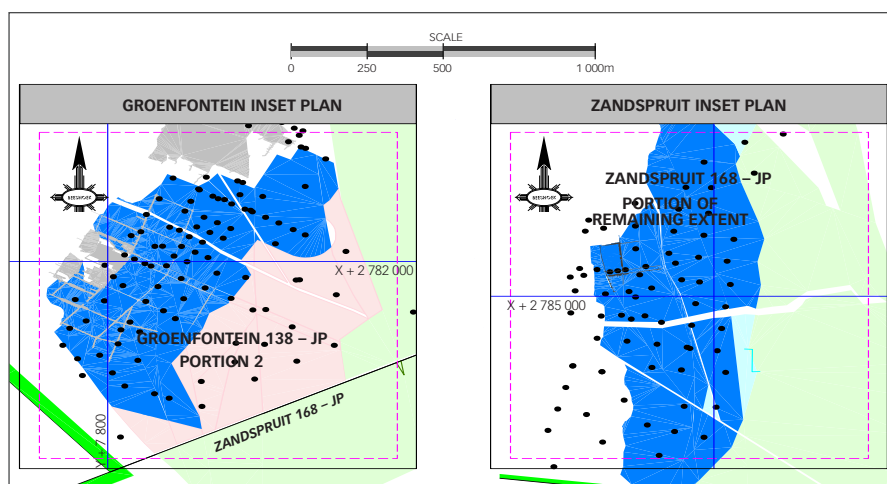 SCALE
0 250 500 1 000m
GROENFONTEIN INSET PLAN
X + 2 782 000
GROENFONTEIN 138 – JP
PORTION 2
ZANDSPRUIT 168 – JP
ZANDSPRUIT INSET PLAN
ZANDSPRUIT 168 – JP
PORTION OF
REMAINING EXTENT
X + 2 785 000